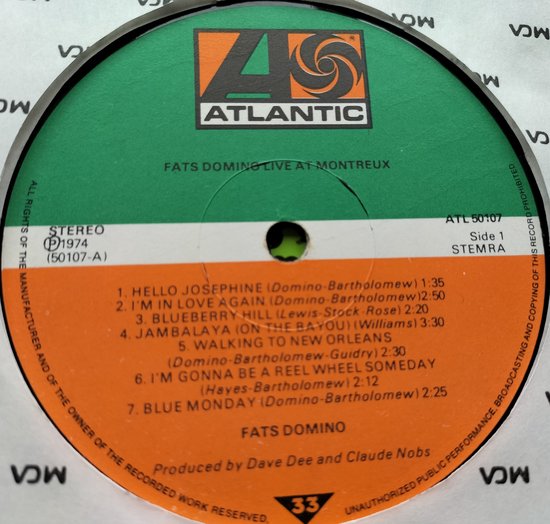 ATLANTIC
FATS DOMINO LIVE AT MONTREUX
STEREO
Ⓟ1974
(50107-A)
ATL 50107
Side 1
STEMRA
1. HELLO JOSEPHINE (Domino-Bartholomew) 1:35
2. I'M IN LOVE AGAIN (Domino-Bartholomew) 2:50
3. BLUEBERRY HILL (Lewis-Stock-Rose) 2:20
4. JAMBALAYA (ON THE BAYOU) (Williams) 3:30
5. WALKING TO NEW ORLEANS
(Domino-Bartholomew-Guidry) 2:30
6. I'M GONNA BE A REEL WHEEL SOMEDAY
(Hayes-Bartholomew) 2:12
7. BLUE MONDAY (Domino-Bartholomew) 2:25
FATS DOMINO
Produced by Dave Dee and Claude Nobs
33
ALL RIGHTS OF THE MANUFACTURER AND OF THE OWNER OF THE RECORDED WORK RESERVED.
UNAUTHORIZED PUBLIC PERFORMANCE, BROADCASTING AND COPYING OF THIS RECORD PROHIBITED
MCA
MCA
MCA
MCA
MCA
MCA
MCA